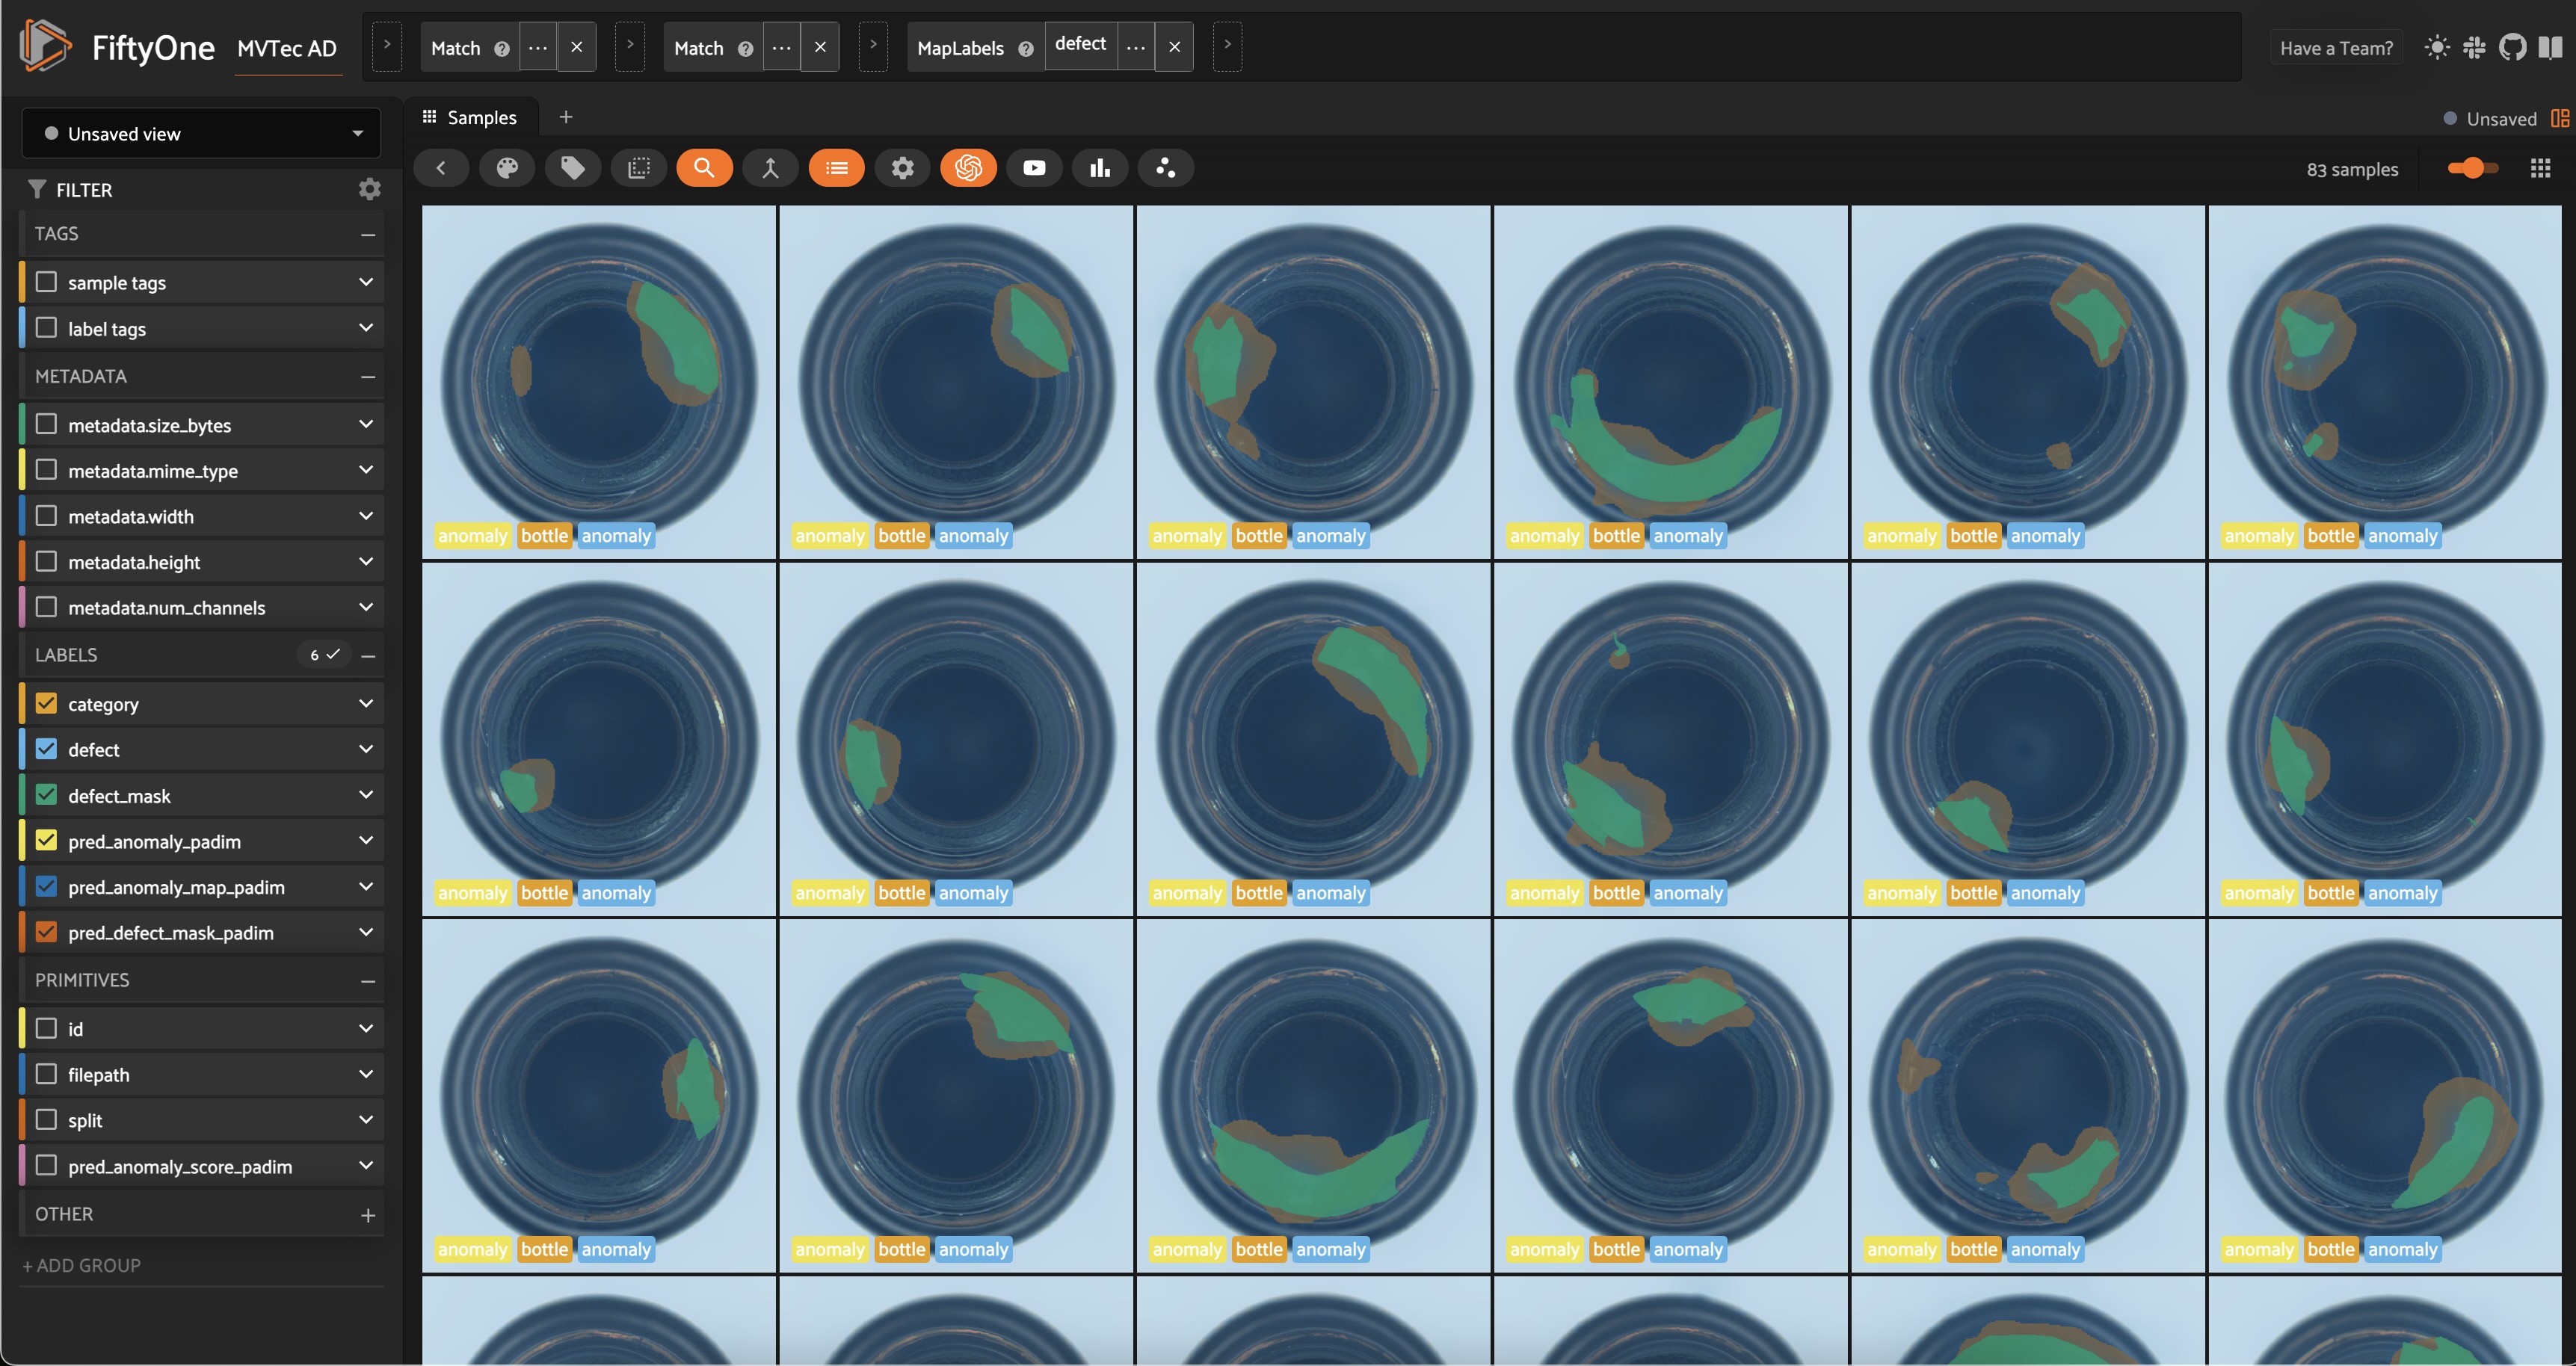 FiftyOne MVTec AD Match ... Match ... MapLabels defect ... Have a Team?
Unsaved view
Samples
Unsaved
83 samples
FILTER
TAGS
sample tags
label tags
METADATA
metadata.size_bytes
metadata.mime_type
metadata.width
metadata.height
metadata.num_channels
LABELS 6
category
defect
defect_mask
pred_anomaly_padim
pred_anomaly_map_padim
pred_defect_mask_padim
PRIMITIVES
id
filepath
split
pred_anomaly_score_padim
OTHER
+ ADD GROUP
anomaly bottle anomaly anomaly bottle anomaly anomaly bottle anomaly anomaly bottle anomaly anomaly bottle anomaly anomaly bottle anomaly
anomaly bottle anomaly anomaly bottle anomaly anomaly bottle anomaly anomaly bottle anomaly anomaly bottle anomaly anomaly bottle anomaly
anomaly bottle anomaly anomaly bottle anomaly anomaly bottle anomaly anomaly bottle anomaly anomaly bottle anomaly anomaly bottle anomaly